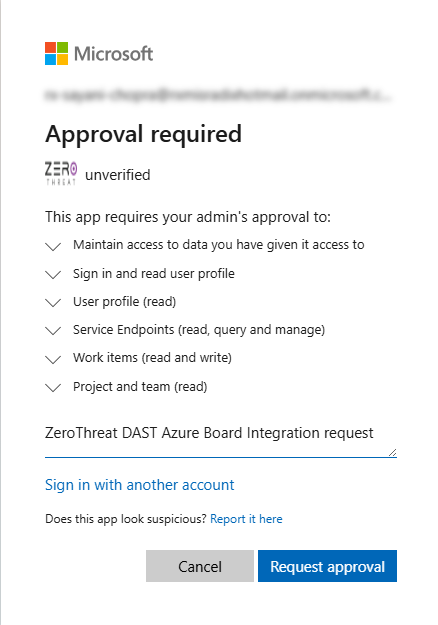 Microsoft
Approval required
ZERO
THREAT
unverified
This app requires your admin's approval to:
Maintain access to data you have given it access to
Sign in and read user profile
User profile (read)
Service Endpoints (read, query and manage)
Work items (read and write)
Project and team (read)
ZeroThreat DAST Azure Board Integration request
Sign in with another account
Does this app look suspicious? Report it here
Cancel Request approval